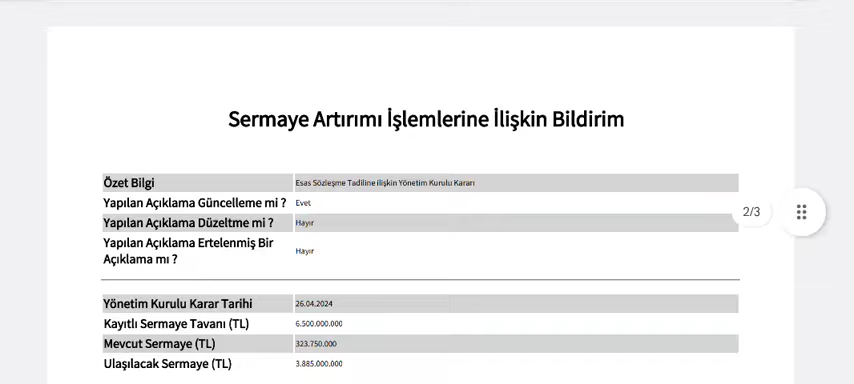 Sermaye Artırımı İşlemlerine İlişkin Bildirim
Özet Bilgi Esas Sözleşme Tadiline ilişkin Yönetim Kurulu Kararı
Yapılan Açıklama Güncelleme mi ? Evet
Yapılan Açıklama Düzeltme mi ? Hayır
2/3
Yapılan Açıklama Ertelenmiş Bir
Açıklama mı ? Hayır
Yönetim Kurulu Karar Tarihi 26.04.2024
Kayıtlı Sermaye Tavanı (TL) 6.500.000.000
Mevcut Sermaye (TL) 323.750.000
Ulaşılacak Sermaye (TL) 3.885.000.000